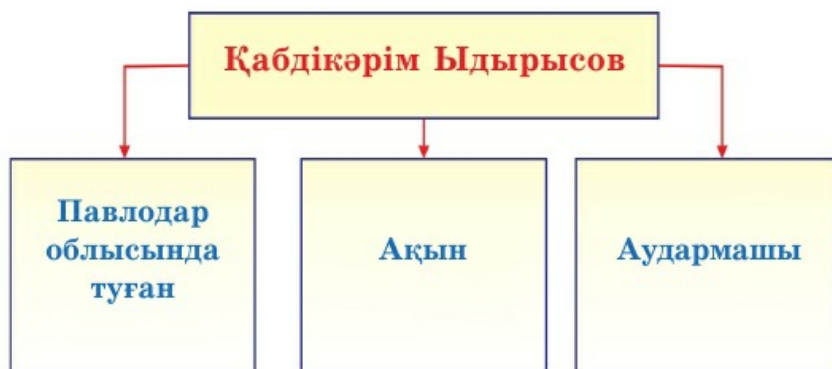 Қабдікәрім Ыдырысов
Павлодар
облысында
туған
Ақын
Аудармашы